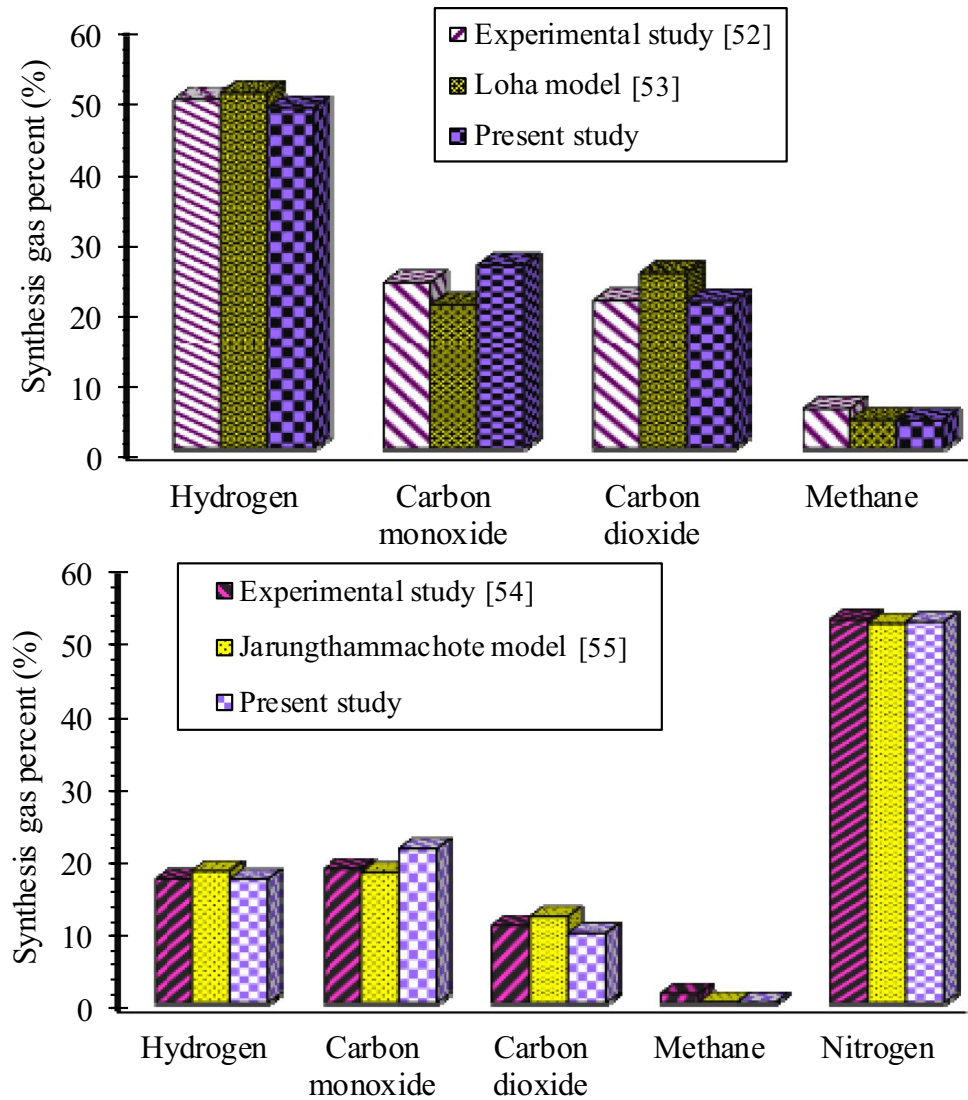 Synthesis gas percent (%)
60
50
40
30
20
10
0
Experimental study [52]
Loha model [53]
Present study
Hydrogen
Carbon
monoxide
Carbon
dioxide
Methane
Synthesis gas percent (%)
60
50
40
30
20
10
0
Experimental study [54]
Jarungthammachote model [55]
Present study
Hydrogen
Carbon
monoxide
Carbon
dioxide
Methane
Nitrogen